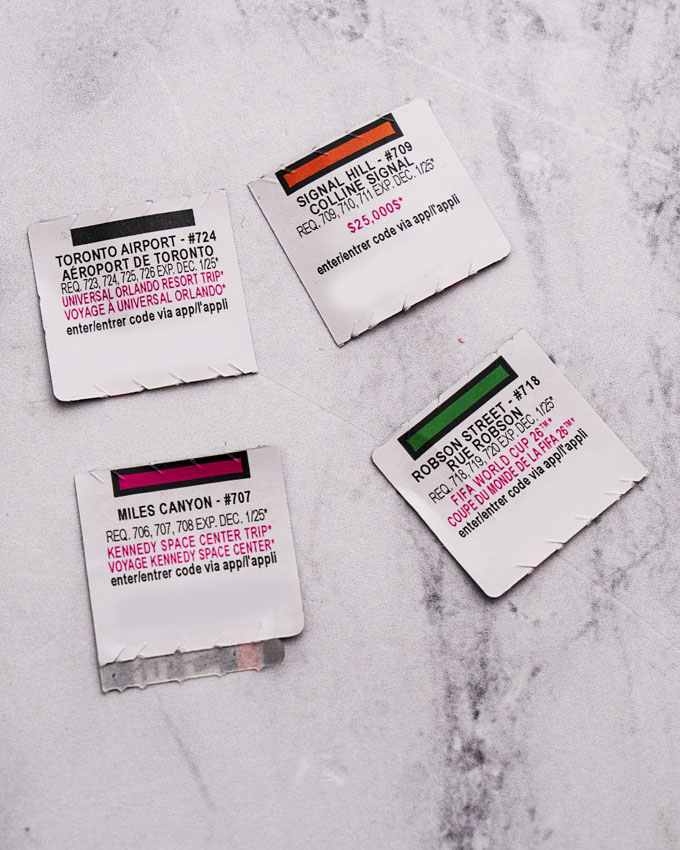 TORONTO AIRPORT - #724
AÉROPORT DE TORONTO
REQ. 723, 724, 725, 726 EXP. DEC. 1/25*
UNIVERSAL ORLANDO RESORT TRIP*
VOYAGE À UNIVERSAL ORLANDO*
enter/entrer code via app/l'appli
SIGNAL HILL - #709
COLLINE SIGNAL
REQ. 709, 710, 711 EXP. DEC. 1/25*
$25,000$*
enter/entrer code via app/l'appli
MILES CANYON - #707
REQ. 706, 707, 708 EXP. DEC. 1/25*
KENNEDY SPACE CENTER TRIP*
VOYAGE KENNEDY SPACE CENTER*
enter/entrer code via app/l'appli
ROBSON STREET - #718
RUE ROBSON
REQ. 718, 719, 720 EXP. DEC. 1/25*
FIFA WORLD CUP 26™*
COUPE DU MONDE DE LA FIFA 26™*
enter/entrer code via app/l'appli